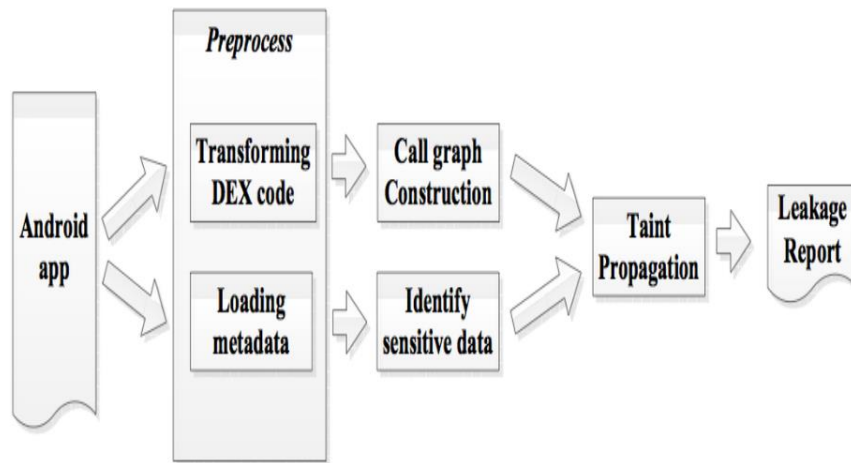 Preprocess
Android
app
Transforming
DEX code
Call graph
Construction
Loading
metadata
Identify
sensitive data
Taint
Propagation
Leakage
Report